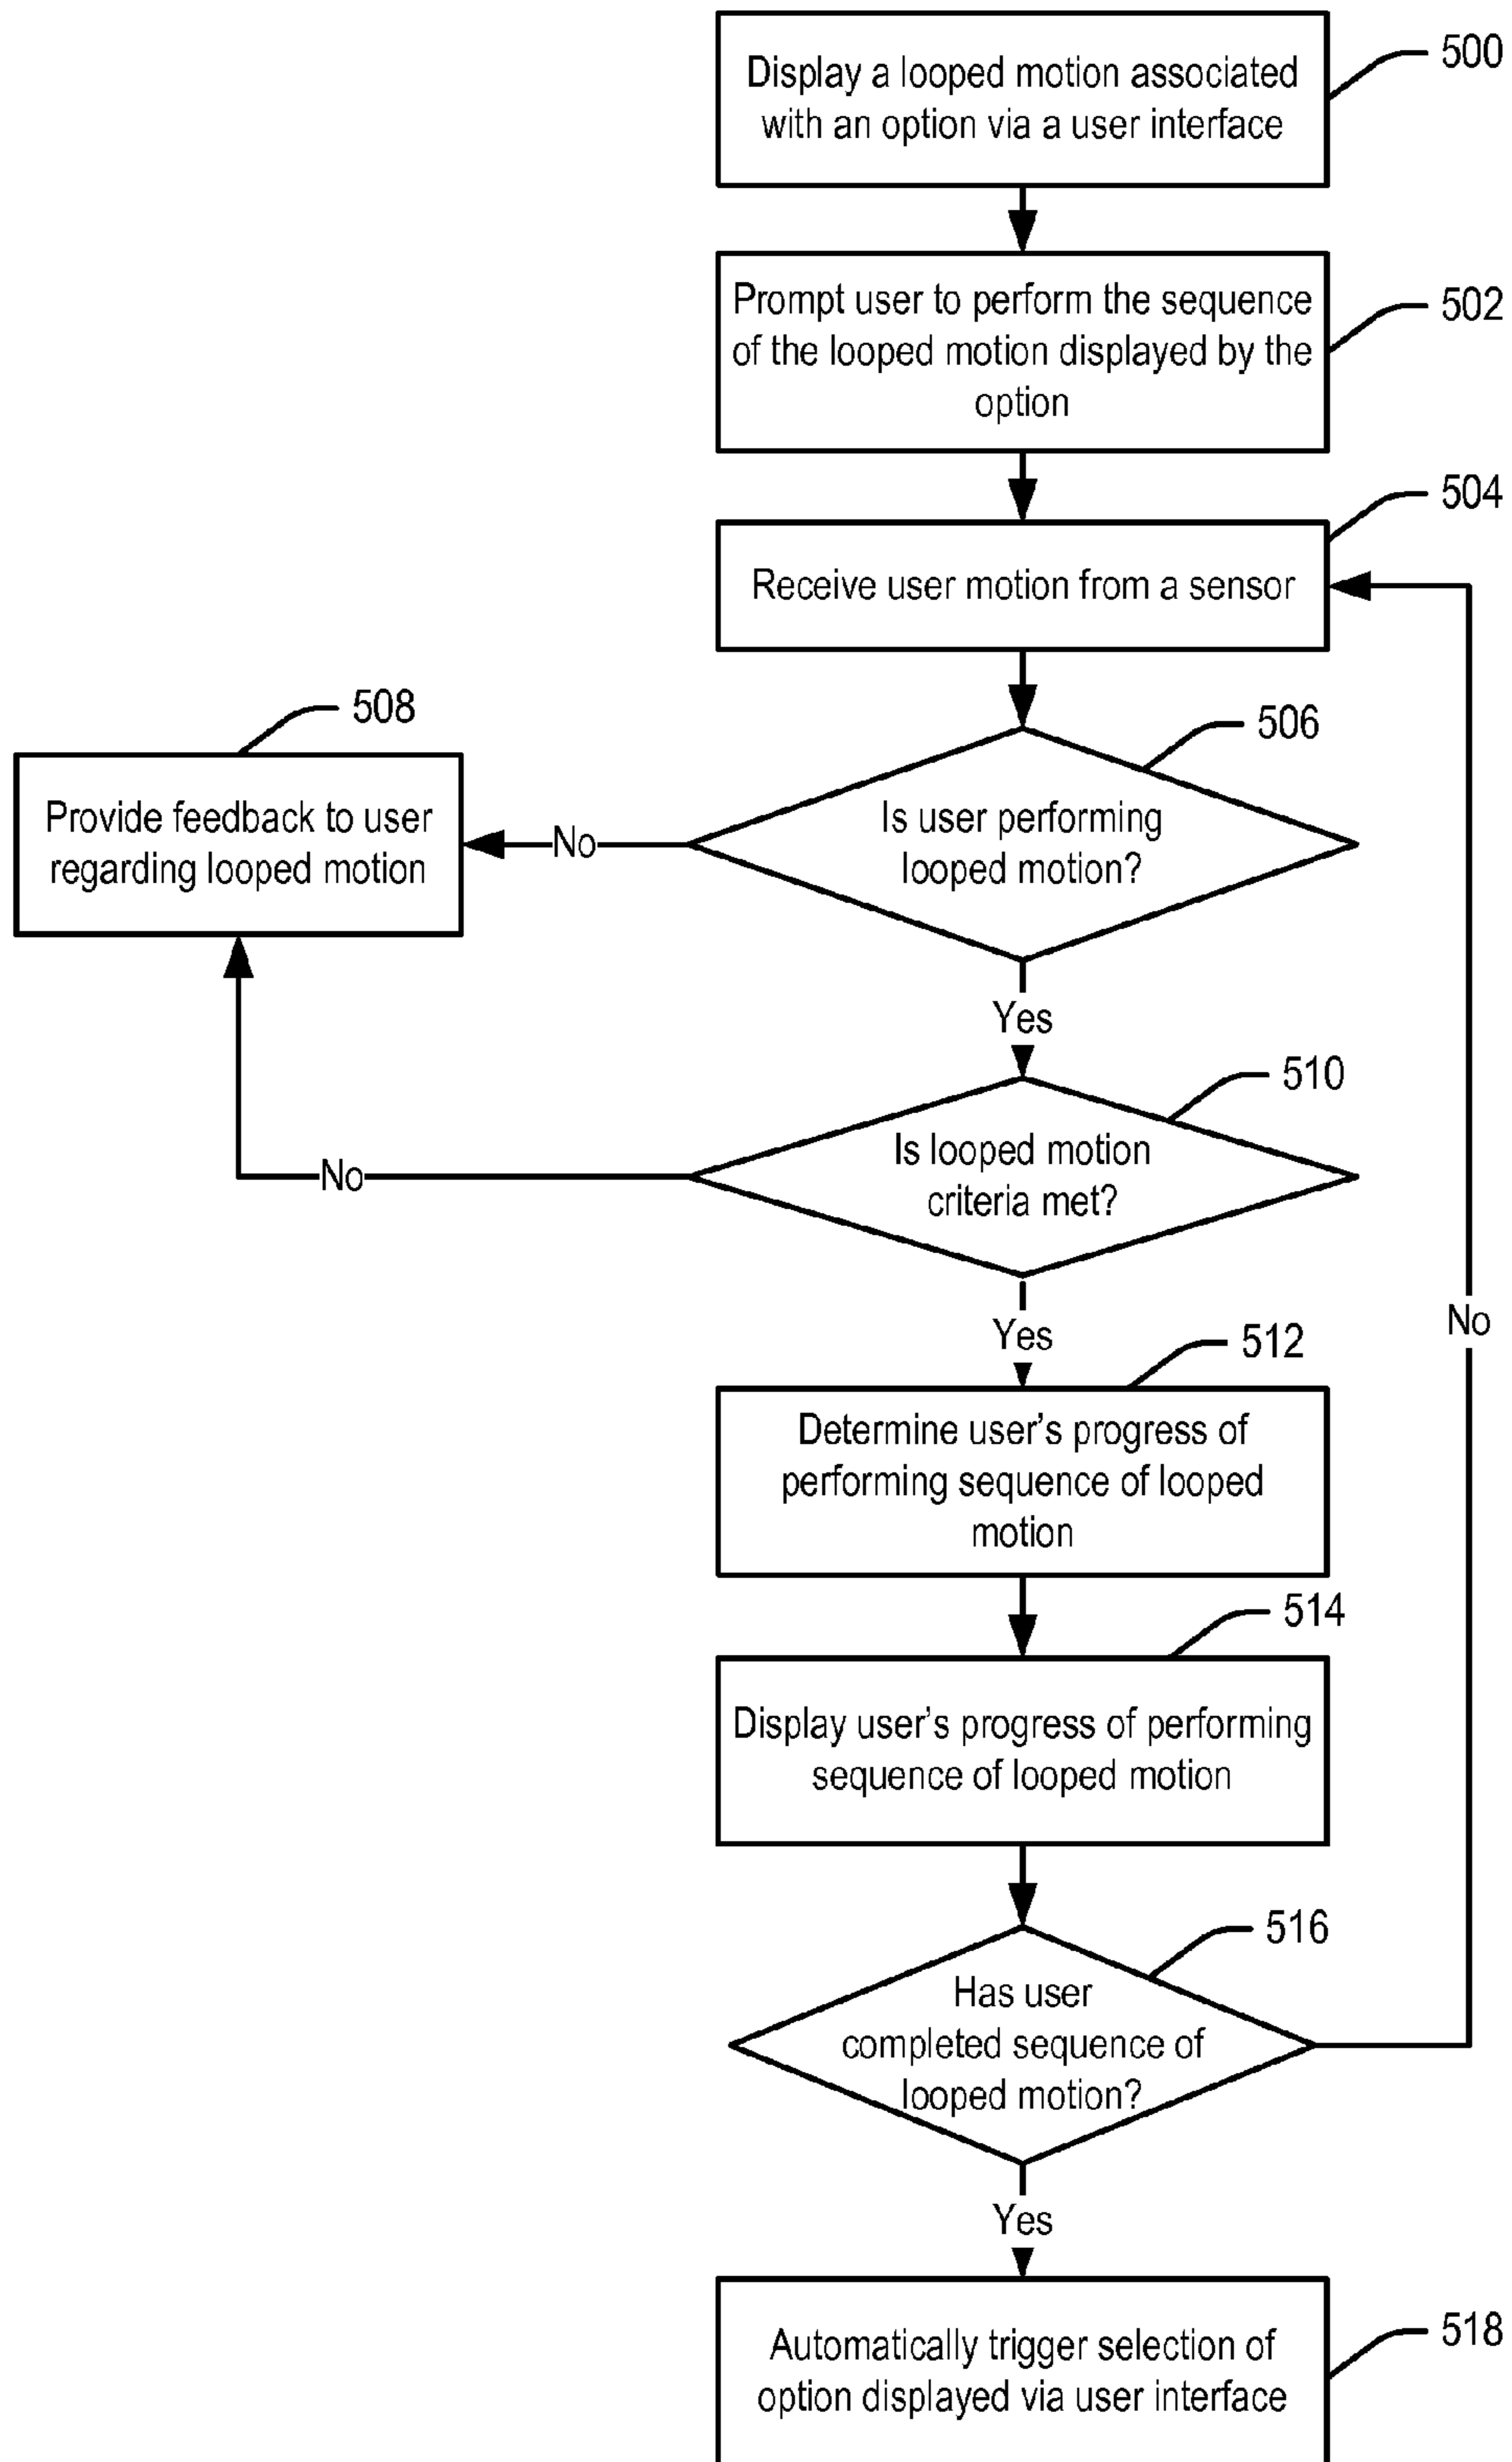 500
Display a looped motion associated
with an option via a user interface
502
Prompt user to perform the sequence
of the looped motion displayed by the
option
504
Receive user motion from a sensor
508
506
Provide feedback to user
regarding looped motion
No
Is user performing
looped motion?
Yes
510
Is looped motion
criteria met?
No
Yes
No
512
Determine user's progress of
performing sequence of looped
motion
514
Display user's progress of performing
sequence of looped motion
516
Has user
completed sequence of
looped motion?
Yes
518
Automatically trigger selection of
option displayed via user interface